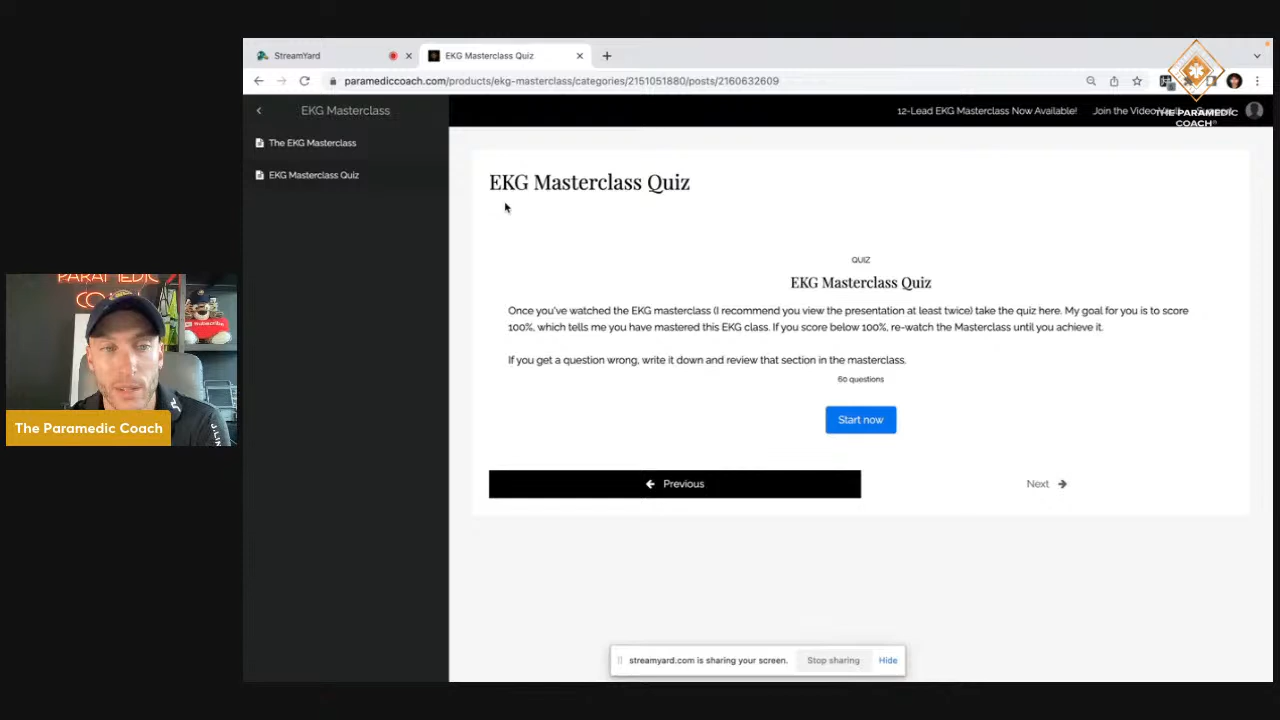 StreamYard
EKG Masterclass Quiz
paramediccoach.com/products/ekg-masterclass/categories/2151051880/posts/2160632609
EKG Masterclass
12-Lead EKG Masterclass Now Available!
Join the Video
THE PARAMEDIC
COACH
The EKG Masterclass
EKG Masterclass Quiz
EKG Masterclass Quiz
QUIZ
EKG Masterclass Quiz
Once you've watched the EKG masterclass (I recommend you view the presentation at least twice) take the quiz here. My goal for you is to score
100%, which tells me you have mastered this EKG class. If you score below 100%, re-watch the Masterclass until you achieve it.
If you get a question wrong, write it down and review that section in the masterclass.
60 questions
Start now
Previous
Next
PARAMEDIC
The Paramedic Coach
streamyard.com is sharing your screen.
Stop sharing
Hide